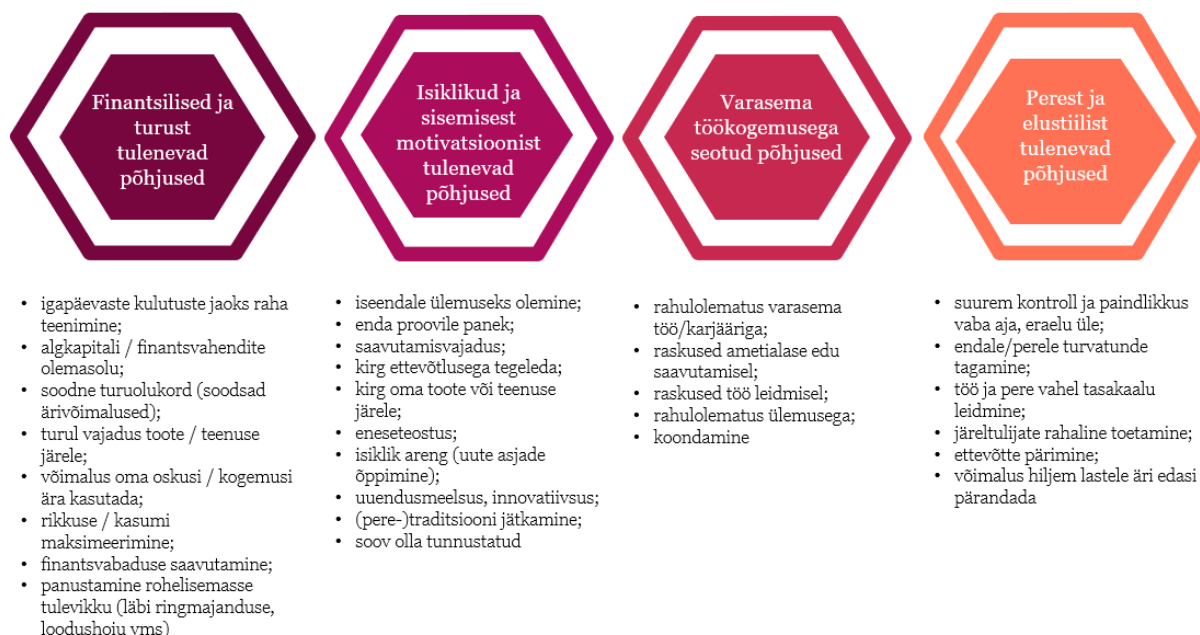 Finantsilised ja
turust
tulenevad
põhjused
Isiklikud ja
sisemisest
motivatsioonist
tulenevad
põhjused
Varasema
töökogemusega
seotud põhjused
Perest ja
elustiilist
tulenevad
põhjused
• igapäevaste kulutuste jaoks raha
teenimine;
• algkapitali / finantsvahendite
olemasolu;
• soodne turuolukord (soodsad
ärivõimalused);
• turul vajadus toote / teenuse
järele;
• võimalus oma oskusi / kogemusi
ära kasutada;
• rikkuse / kasumi
maksimeerimine;
• finantsvabaduse saavutamine;
• panustamine rohelisemasse
tulevikku (läbi ringmajanduse,
loodushoiu vms)
• iseendale ülemuseks olemine;
• enda proovile panek;
• saavutamisvajadus;
• kirg ettevõtlusega tegeleda;
• kirg oma toote või teenuse
järele;
• eneseteostus;
• isiklik areng (uute asjade
õppimine);
• uuendusmeelsus, innovatiivsus;
• (pere-)traditsiooni jätkamine;
• soov olla tunnustatud
• rahulolematus varasema
töö/karjääriga;
• raskused ametialase edu
saavutamisel;
• raskused töö leidmisel;
• rahulolematus ülemusega;
• koondamine
• suurem kontroll ja paindlikkus
vaba aja, eraelu üle;
• endale/perele turvatunde
tagamine;
• töö ja pere vahel tasakaalu
leidmine;
• järeltulijate rahaline toetamine;
• ettevõtte pärimine;
• võimalus hiljem lastele äri edasi
pärandada